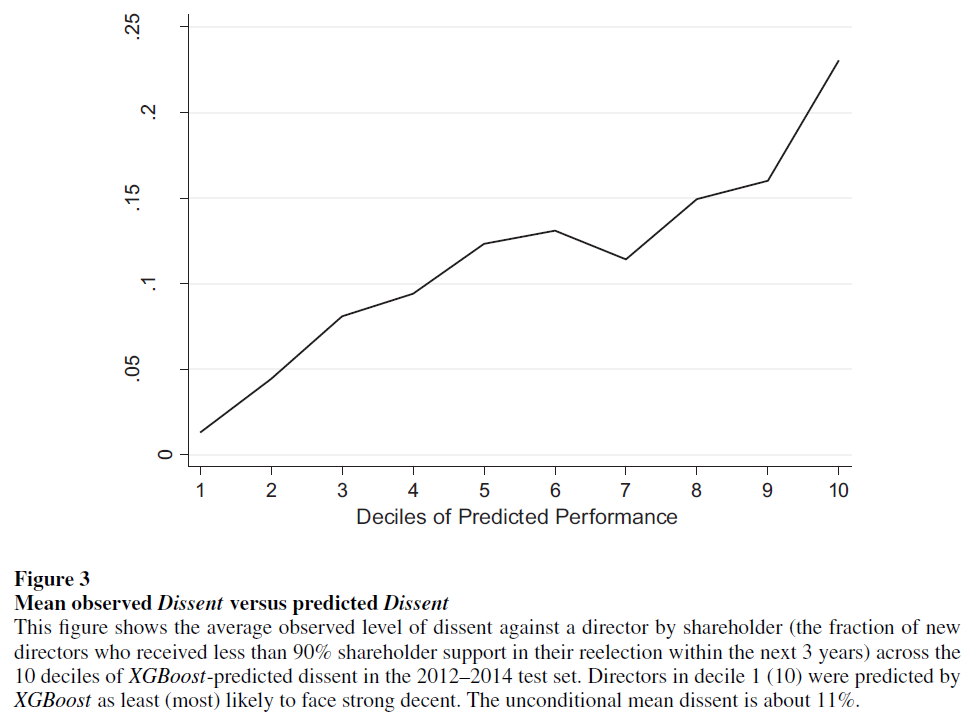 .25
.2
.15
.1
.05
0
1 2 3 4 5 6 7 8 9 10
Deciles of Predicted Performance
Figure 3
Mean observed Dissent versus predicted Dissent
This figure shows the average observed level of dissent against a director by shareholder (the fraction of new
directors who received less than 90% shareholder support in their reelection within the next 3 years) across the
10 deciles of XGBoost-predicted dissent in the 2012–2014 test set. Directors in decile 1 (10) were predicted by
XGBoost as least (most) likely to face strong decent. The unconditional mean dissent is about 11%.